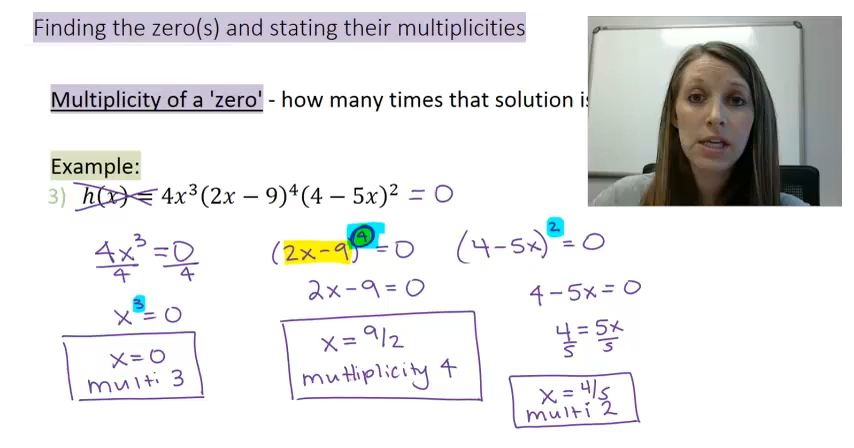 Finding the zero(s) and stating their multiplicities
Multiplicity of a 'zero' - how many times that solution is
Example:
3) h(x) = 4x³(2x − 9)⁴(4 − 5x)² = 0
4x³ = 0
4 4
x³ = 0
x = 0
multi 3
(2x-9)⁴ = 0
2x-9 = 0
x = 9/2
mutliplicity 4
(4-5x)² = 0
4-5x = 0
4 = 5x
5 5
x = 4/5
multi 2